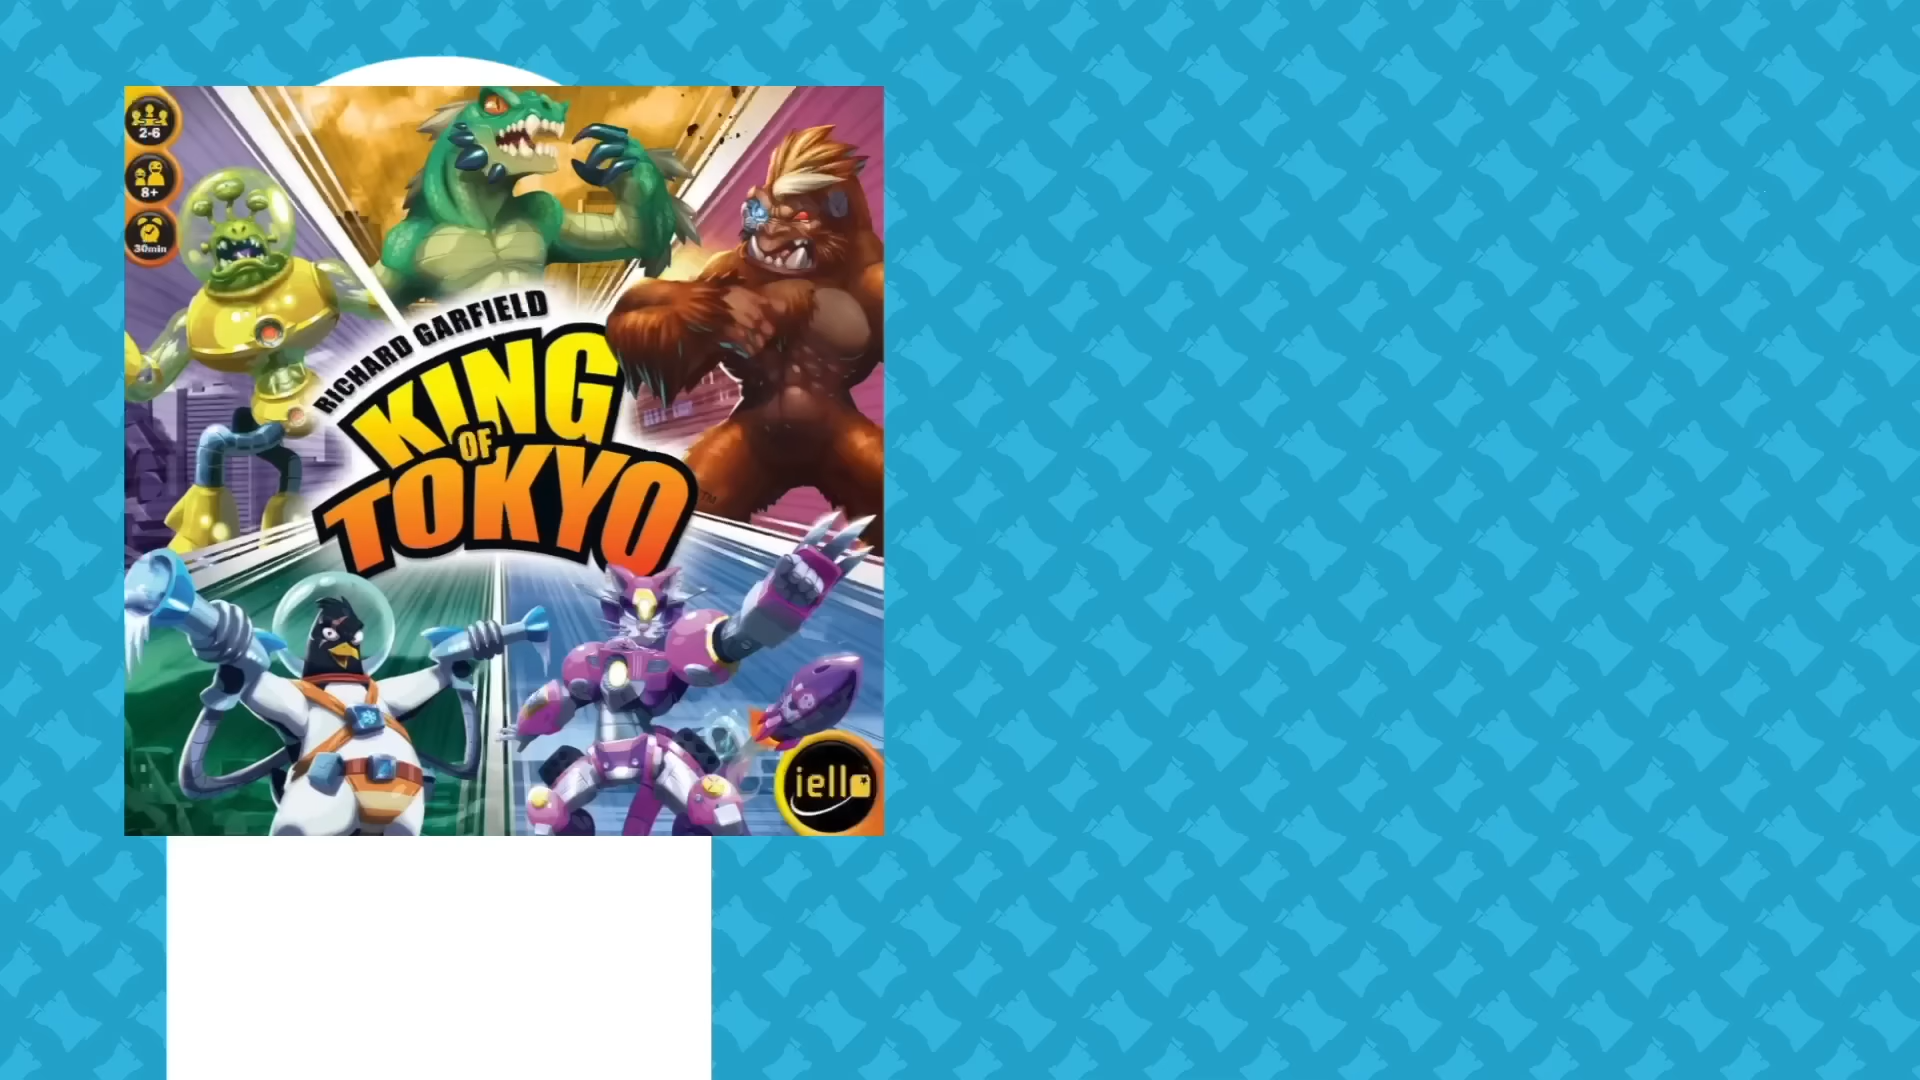 2-6
8+
30min
RICHARD GARFIELD
KING
OF
TOKYO
TM
iello